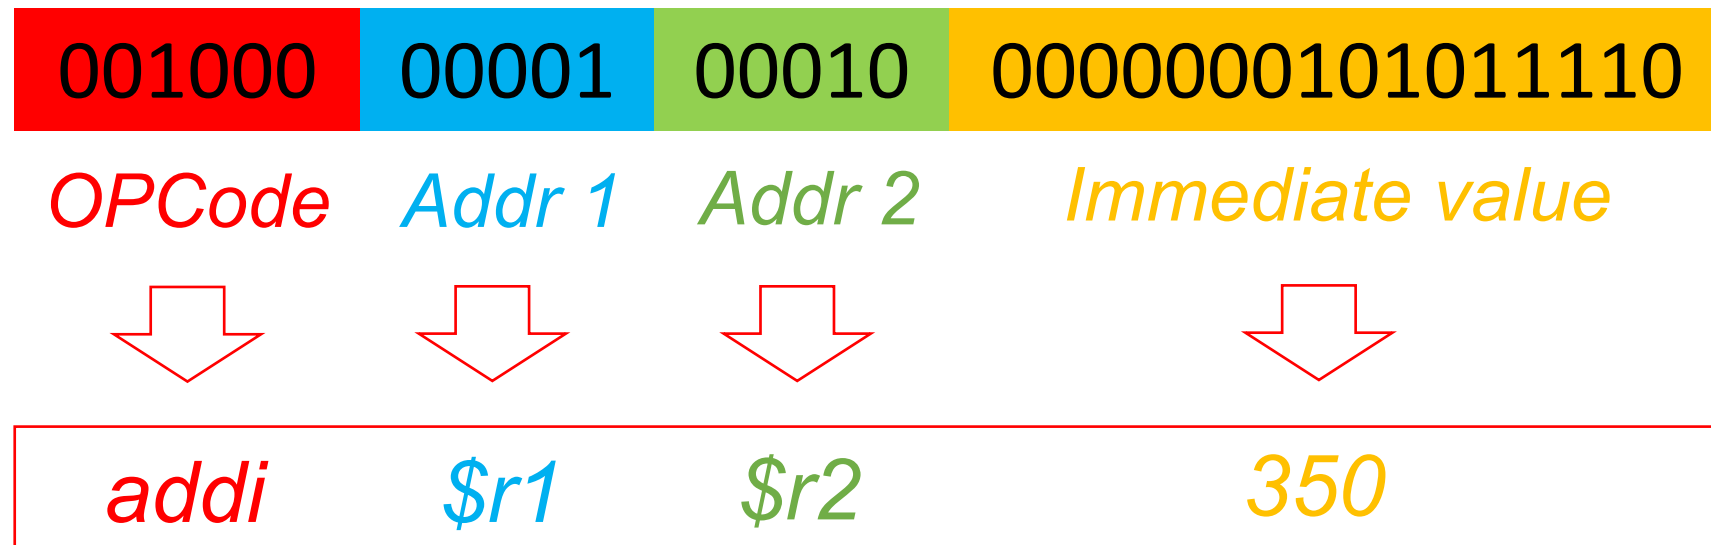 001000 00001 00010 0000000101011110
OPCode Addr 1 Addr 2 Immediate value
addi $r1 $r2 350